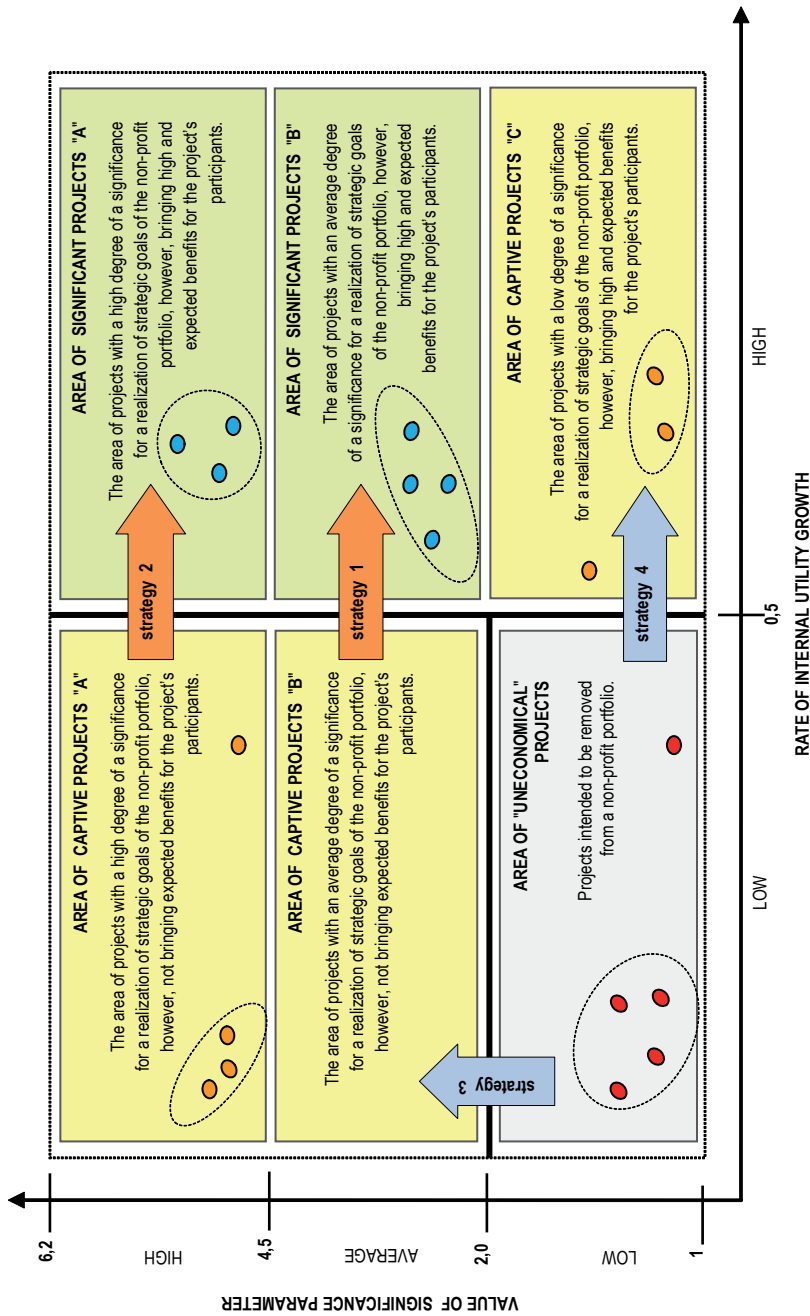 AREA OF CAPTIVE PROJECTS "A"
The area of projects with a high degree of a significance
for a realization of strategic goals of the non-profit portfolio,
however, not bringing expected benefits for the project's
participants.
AREA OF SIGNIFICANT PROJECTS "A"
The area of projects with a high degree of a significance
for a realization of strategic goals of the non-profit
portfolio, however, bringing high and
expected benefits for the project's
participants.
strategy 2
AREA OF CAPTIVE PROJECTS "B"
The area of projects with an average degree of a significance
for a realization of strategic goals of the non-profit portfolio,
however, not bringing expected benefits for the project's
participants.
AREA OF SIGNIFICANT PROJECTS "B"
The area of projects with an average degree
of a significance for a realization of strategic goals
of the non-profit portfolio, however,
bringing high and expected
benefits for the project's participants.
strategy 1
AREA OF "UNECONOMICAL"
PROJECTS
Projects intended to be removed
from a non-profit portfolio.
strategy 3
AREA OF CAPTIVE PROJECTS "C"
The area of projects with a low degree of a significance
for a realization of strategic goals of the non-profit portfolio,
however, bringing high and expected benefits
for the project's participants.
strategy 4
VALUE OF SIGNIFICANCE PARAMETER
6,2
HIGH
4,5
AVERAGE
2,0
LOW
1
LOW
0,5
HIGH
RATE OF INTERNAL UTILITY GROWTH